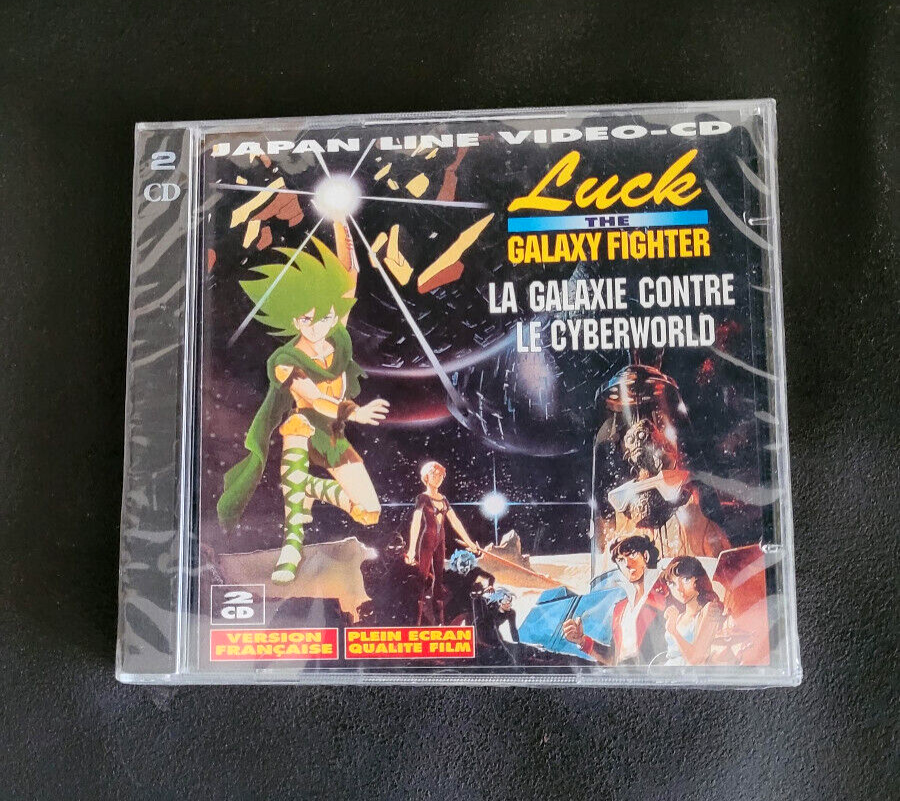 2
CD
JAPAN LINE VIDEO-CD
Luck
THE
GALAXY FIGHTER
LA GALAXIE CONTRE
LE CYBERWORLD
2
CD
VERSION
FRANÇAISE
PLEIN ECRAN
QUALITE FILM